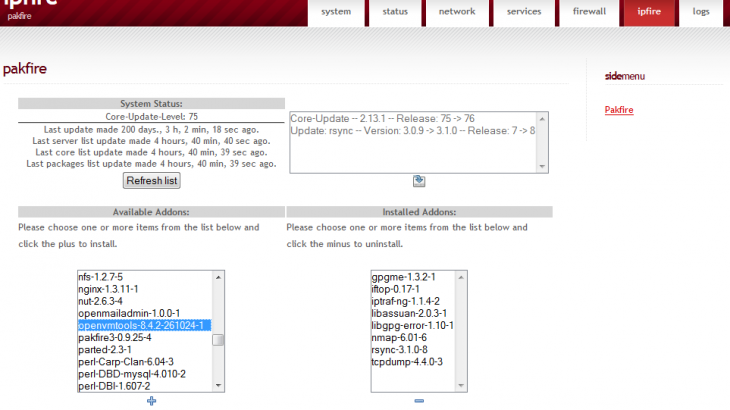 ipfire
pakfire
system
status
network
services
firewall
ipfire
logs
pakfire
sidemenu
Pakfire
System Status:
Core-Update-Level: 75
Last update made 200 days., 3 h, 2 min, 18 sec ago.
Last server list update made 4 hours, 40 min, 40 sec ago.
Last core list update made 4 hours, 40 min, 39 sec ago.
Last packages list update made 4 hours, 40 min, 39 sec ago.
Refresh list
Core-Update -- 2.13.1 -- Release: 75 -> 76
Update: rsync -- Version: 3.0.9 -> 3.1.0 -- Release: 7 -> 8
Available Addons:
Please choose one or more items from the list below and
click the plus to install.
nfs-1.2.7-5
nginx-1.3.11-1
nut-2.6.3-4
openmailadmin-1.0.0-1
openvmtools-8.4.2-261024-1
pakfire3-0.9.25-4
parted-2.3-1
perl-Carp-Clan-6.04-3
perl-DBD-mysql-4.010-2
perl-DBI-1.607-2
Installed Addons:
Please choose one or more items from the list below and
click the minus to uninstall.
gpgme-1.3.2-1
iftop-0.17-1
iptraf-ng-1.1.4-2
libassuan-2.0.3-1
libgpg-error-1.10-1
nmap-6.01-6
rsync-3.1.0-8
tcpdump-4.4.0-3